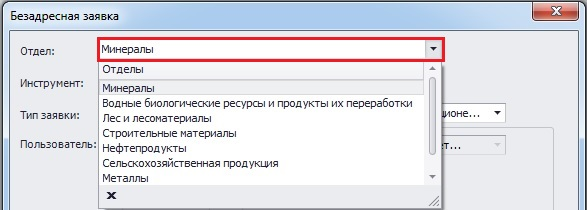 Безадресная заявка
Отдел: Минералы
Отделы
Инструмент:
Минералы
Водные биологические ресурсы и продукты их переработки
Тип заявки: Лес и лесоматериалы ционе...
Строительные материалы
Пользователь: Нефтепродукты ет...
Сельскохозяйственная продукция
Металлы
x